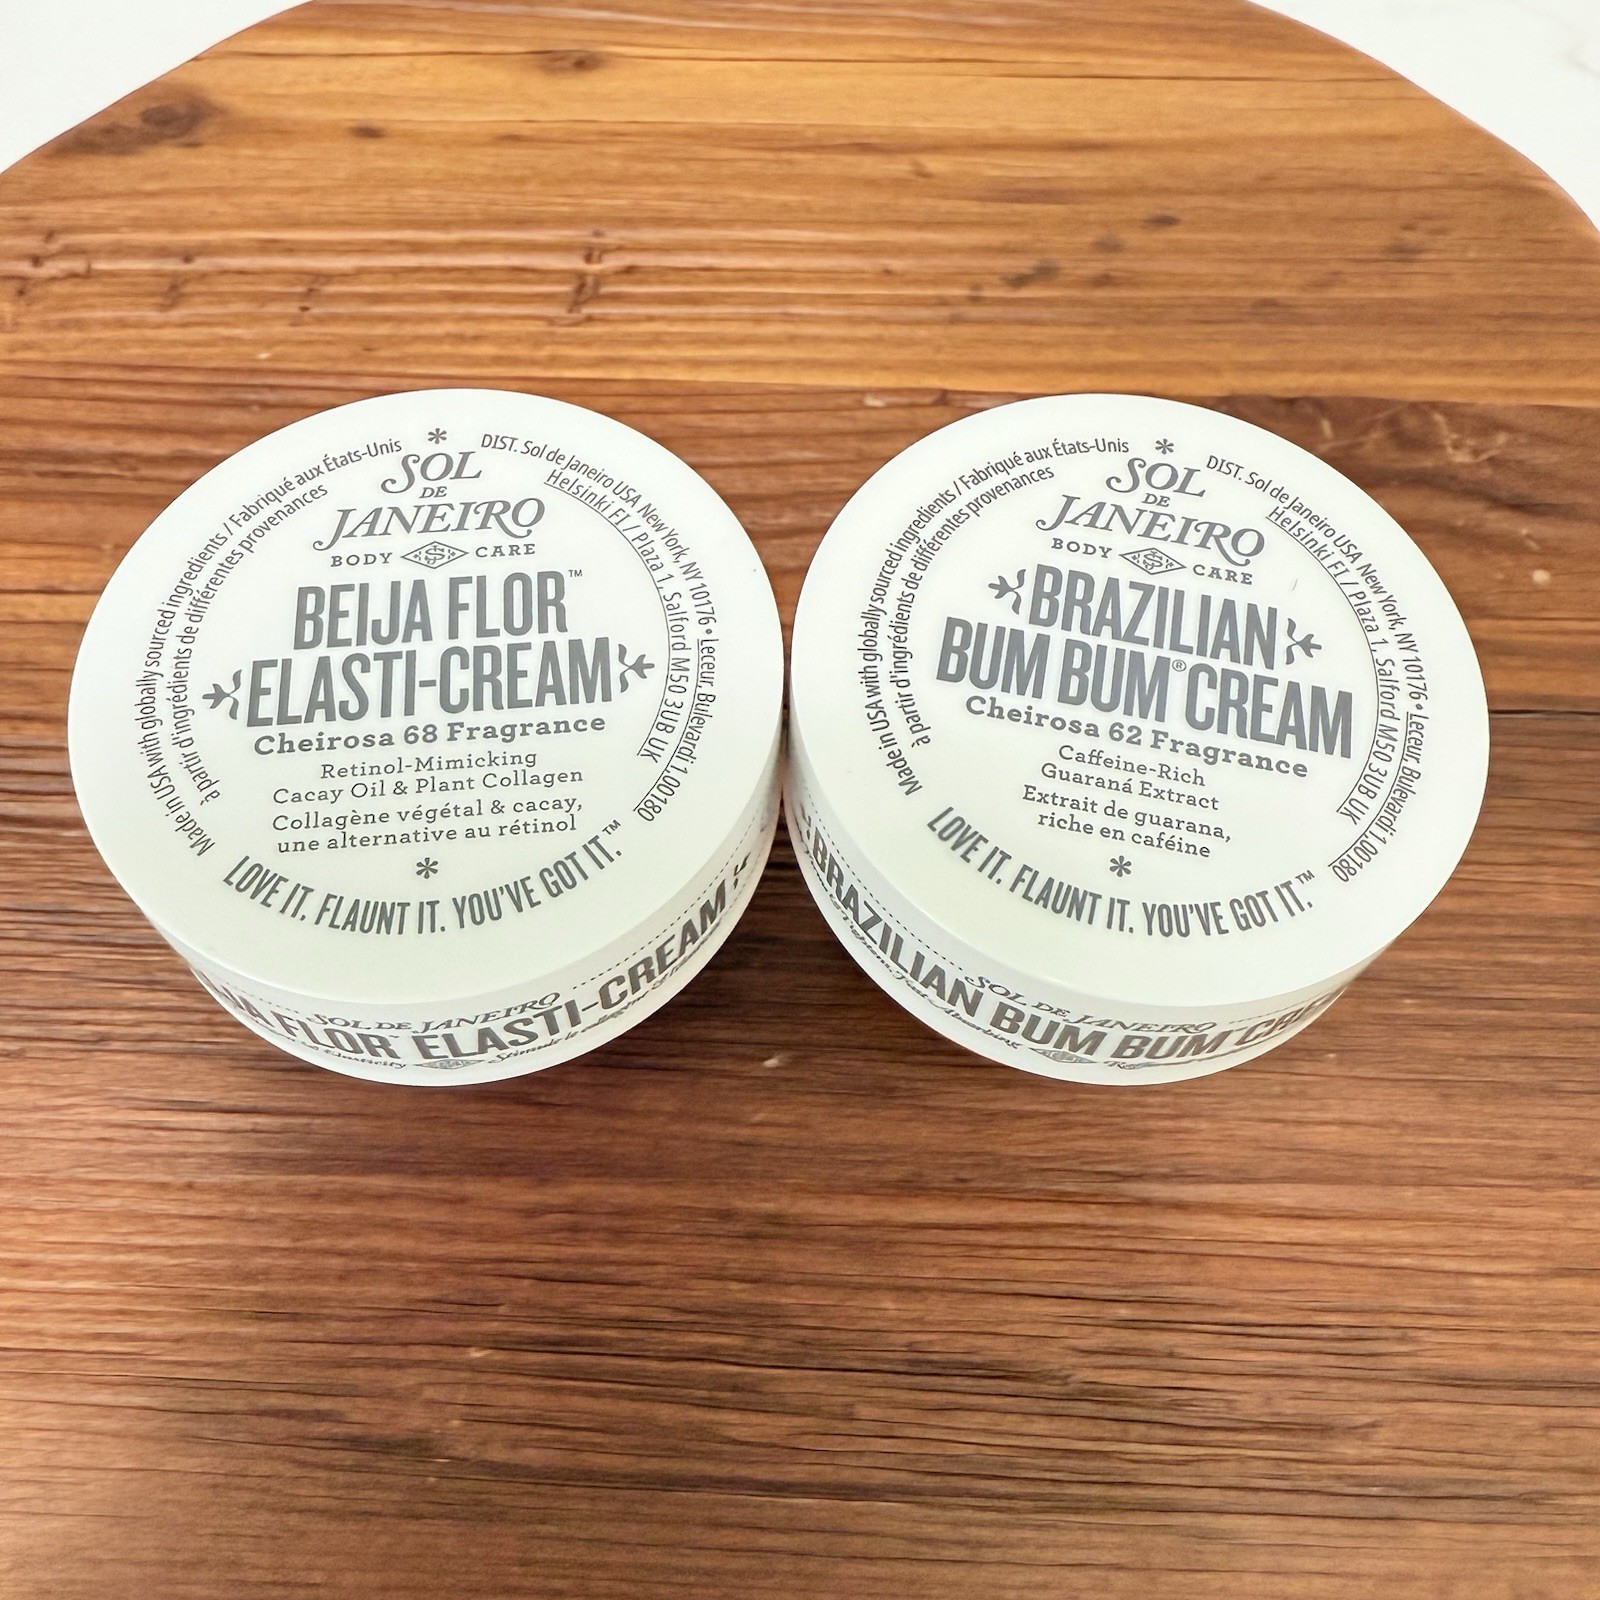 SOL
DE
JANEIRO
BODY CARE
BEIJA FLOR™
ELASTI-CREAM
Cheirosa 68 Fragrance
Retinol-Mimicking
Cacay Oil & Plant Collagen
Collagène végétal & cacay,
une alternative au rétinol
LOVE IT. FLAUNT IT. YOU'VE GOT IT.™
Made in USA with globally sourced ingredients / Fabriqué aux États-Unis
à partir d'ingrédients de différentes provenances
DIST. Sol de Janeiro USA New York, NY 10176 • Leceur, Bulevardi 1, 00180
Helsinki FI / Plaza 1, Salford M50 3UB UK
SOL DE JANEIRO
FLOR ELASTI-CREAM
SOL
DE
JANEIRO
BODY CARE
BRAZILIAN
BUM BUM® CREAM
Cheirosa 62 Fragrance
Caffeine-Rich
Guaraná Extract
Extrait de guarana,
riche en caféine
LOVE IT. FLAUNT IT. YOU'VE GOT IT.™
Made in USA with globally sourced ingredients / Fabriqué aux États-Unis
à partir d'ingrédients de différentes provenances
DIST. Sol de Janeiro USA New York, NY 10176 • Leceur, Bulevardi 1, 00180
Helsinki FI / Plaza 1, Salford M50 3UB UK
SOL DE JANEIRO
BRAZILIAN BUM BUM